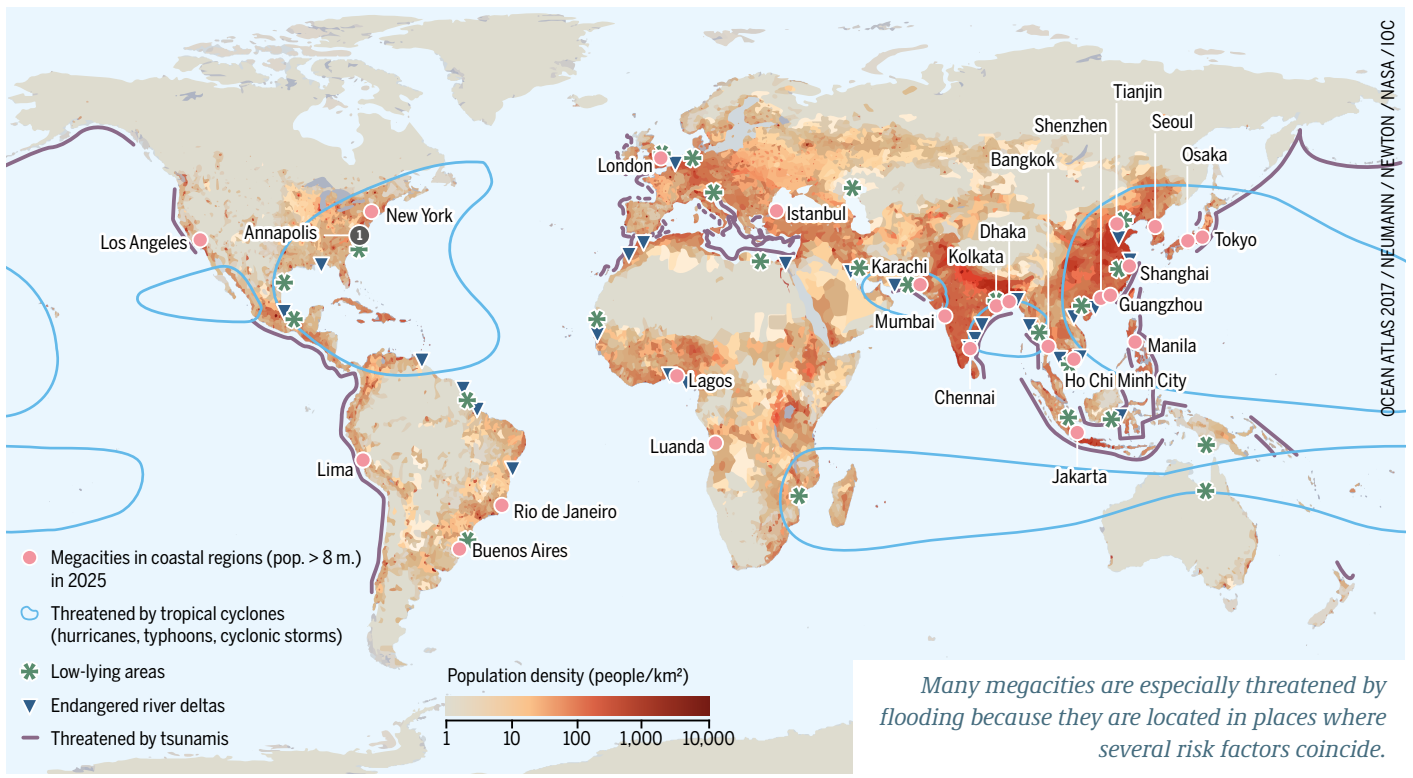 Tianjin
Shenzhen
Seoul
Bangkok
Osaka
London
New York
Istanbul
Annapolis
1
Dhaka
Los Angeles
Tokyo
Kolkata
Karachi
Shanghai
Guangzhou
Mumbai
Manila
Lagos
Ho Chi Minh City
Chennai
Luanda
Lima
Jakarta
Rio de Janeiro
Buenos Aires
OCEAN ATLAS 2017 / NEUMANN / NEWTON / NASA / IOC
Megacities in coastal regions (pop. > 8 m.)
in 2025
Threatened by tropical cyclones
(hurricanes, typhoons, cyclonic storms)
Low-lying areas
Endangered river deltas
Threatened by tsunamis
Population density (people/km²)
1 10 100 1,000 10,000
Many megacities are especially threatened by
flooding because they are located in places where
several risk factors coincide.